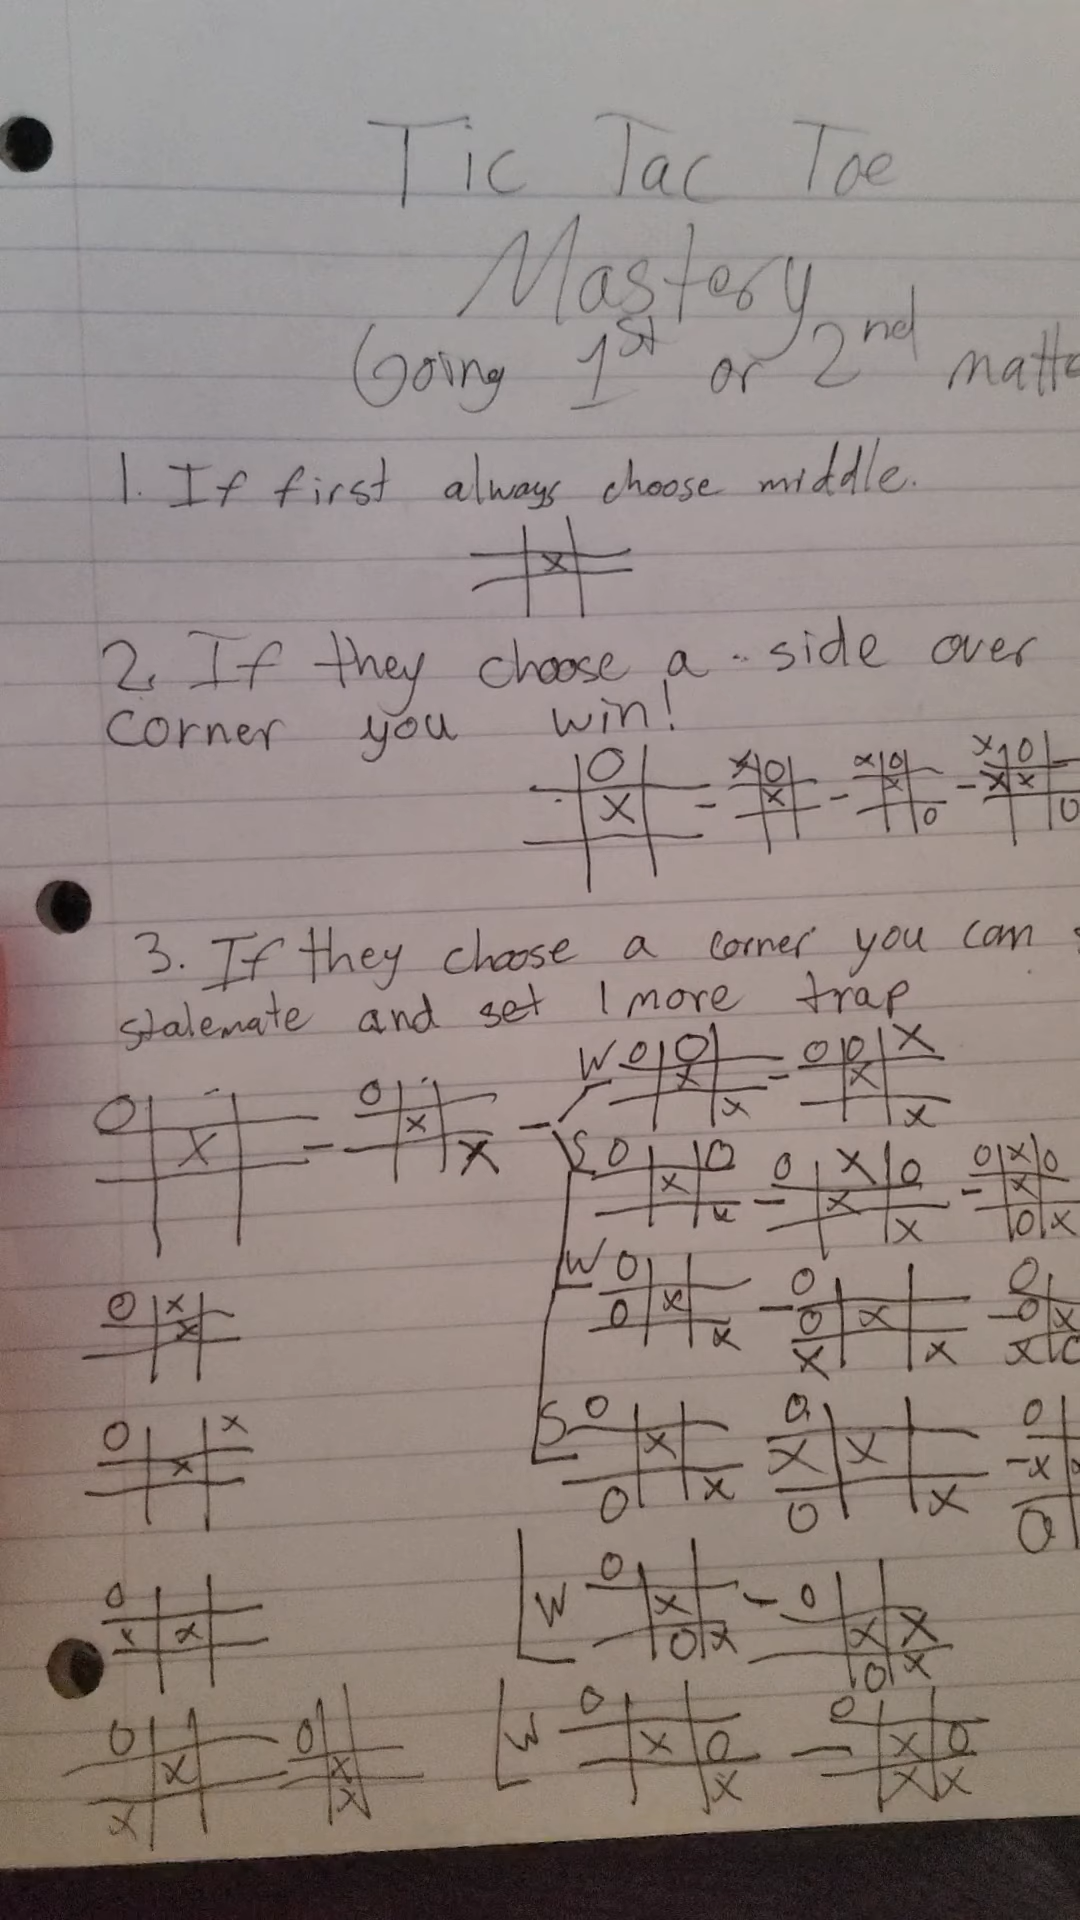 Tic Tac Toe
Mastery
Going 1st or 2nd
1. If first always choose middle.
X
2. If they choose a side over
corner you win!
O X O X O X O
X - X - X - X X
O O
3. If they choose a corner you can
stalemate and set 1 more trap
O O W O O O O X
X - X - X - X
X X X
S O O O X O O X O
X - X - X
X X O X
O X W O O O
X O X - O X - O X
X X X X
O X S O O O
X X X X - X
O X O X O
O W O - O
X X X X X
O X O X
O O W O O
X X X O - X O
X X X X X